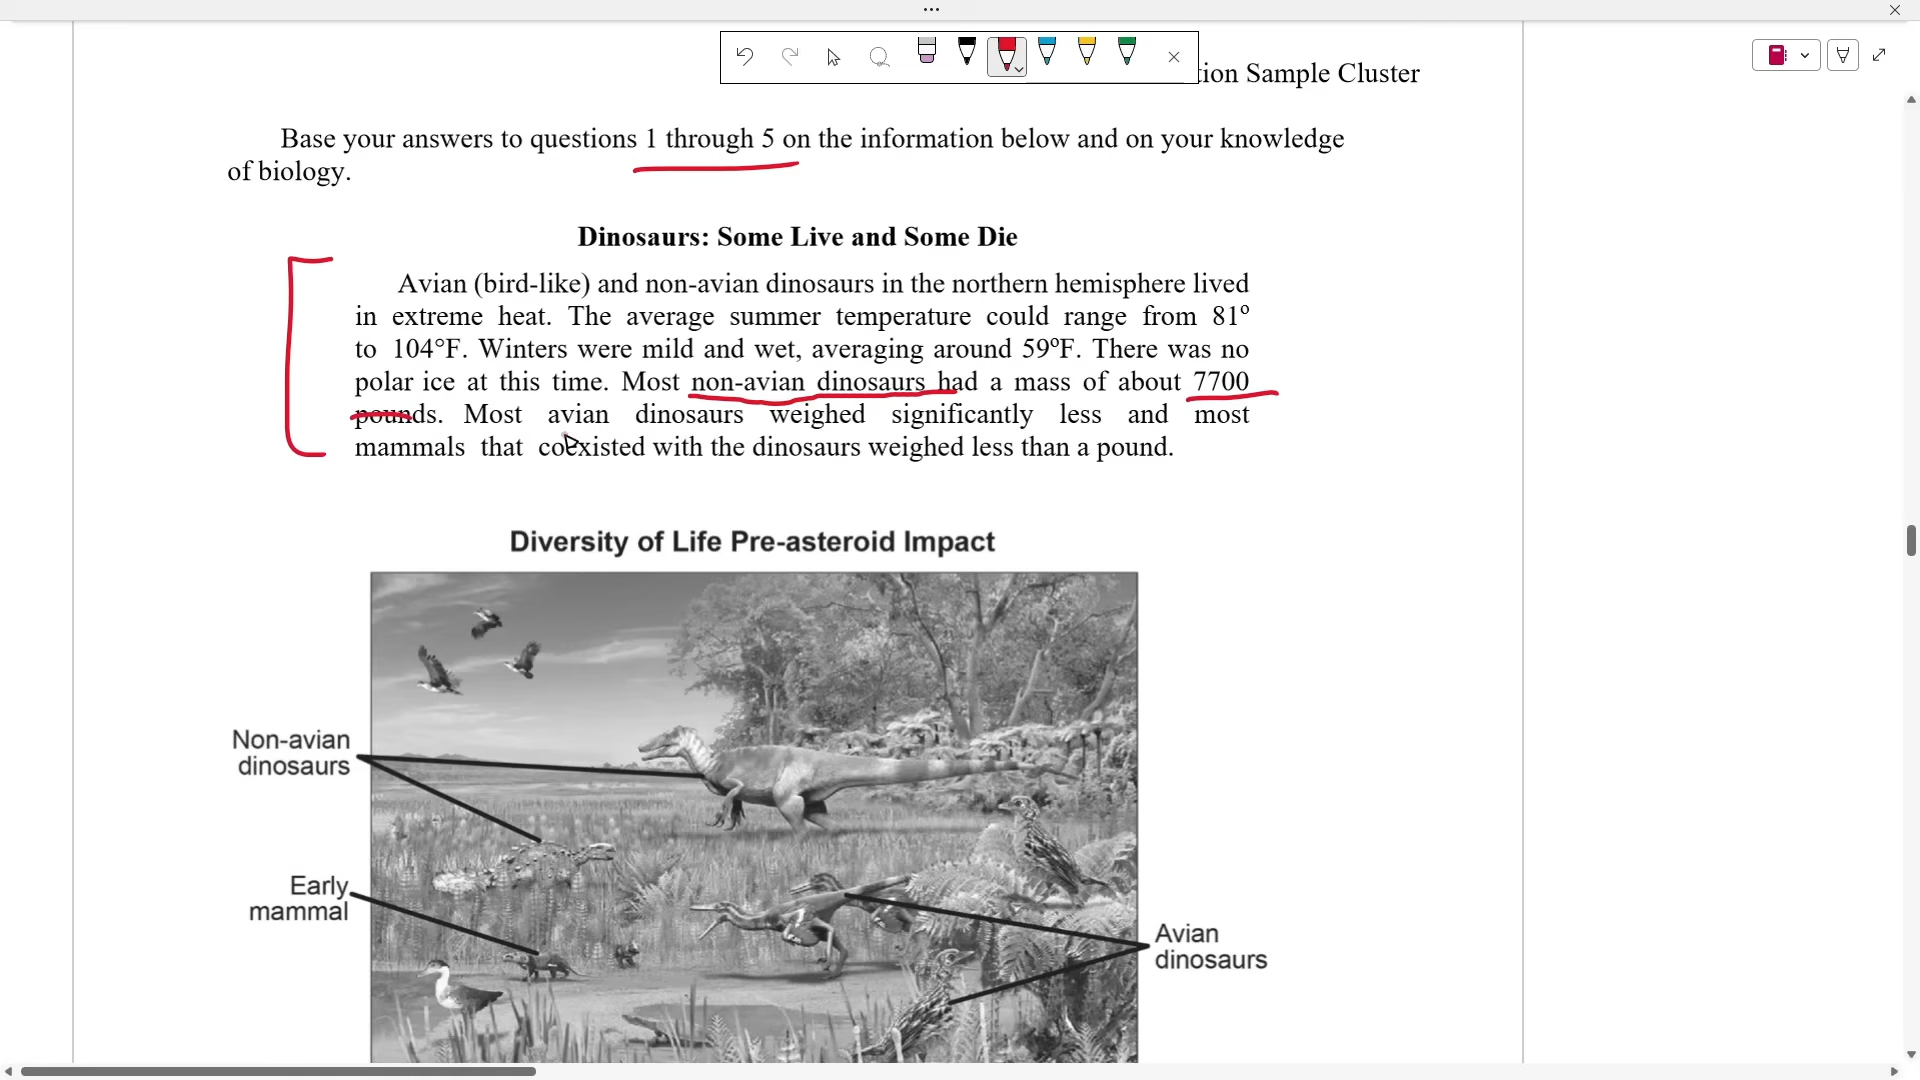 tion Sample Cluster
Base your answers to questions 1 through 5 on the information below and on your knowledge
of biology.
Dinosaurs: Some Live and Some Die
Avian (bird-like) and non-avian dinosaurs in the northern hemisphere lived
in extreme heat. The average summer temperature could range from 81º
to 104°F. Winters were mild and wet, averaging around 59ºF. There was no
polar ice at this time. Most non-avian dinosaurs had a mass of about 7700
pounds. Most avian dinosaurs weighed significantly less and most
mammals that coexisted with the dinosaurs weighed less than a pound.
Diversity of Life Pre-asteroid Impact
Non-avian
dinosaurs
Early
mammal
Avian
dinosaurs